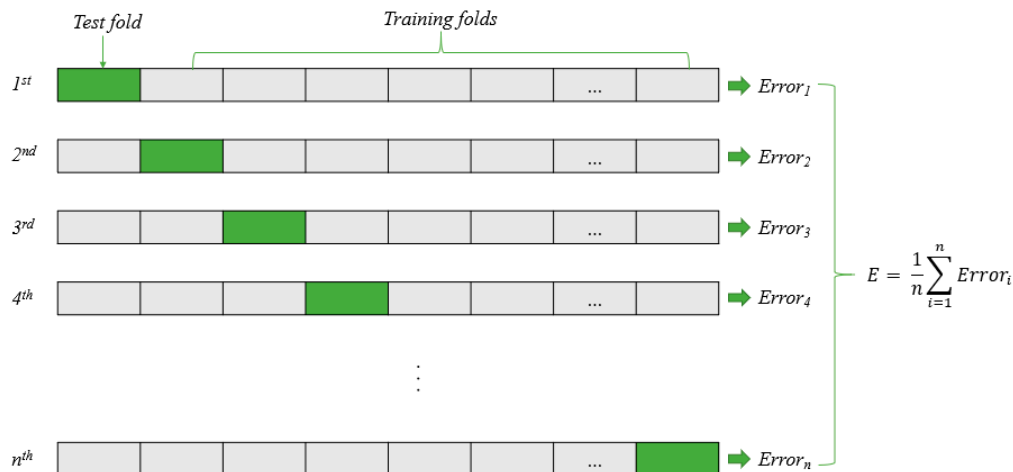 Test fold
Training folds
1st ... Error1
2nd ... Error2
3rd ... Error3
E = 1/n ∑ i=1 n Errori
4th ... Error4
⋮
nth ... Errorn